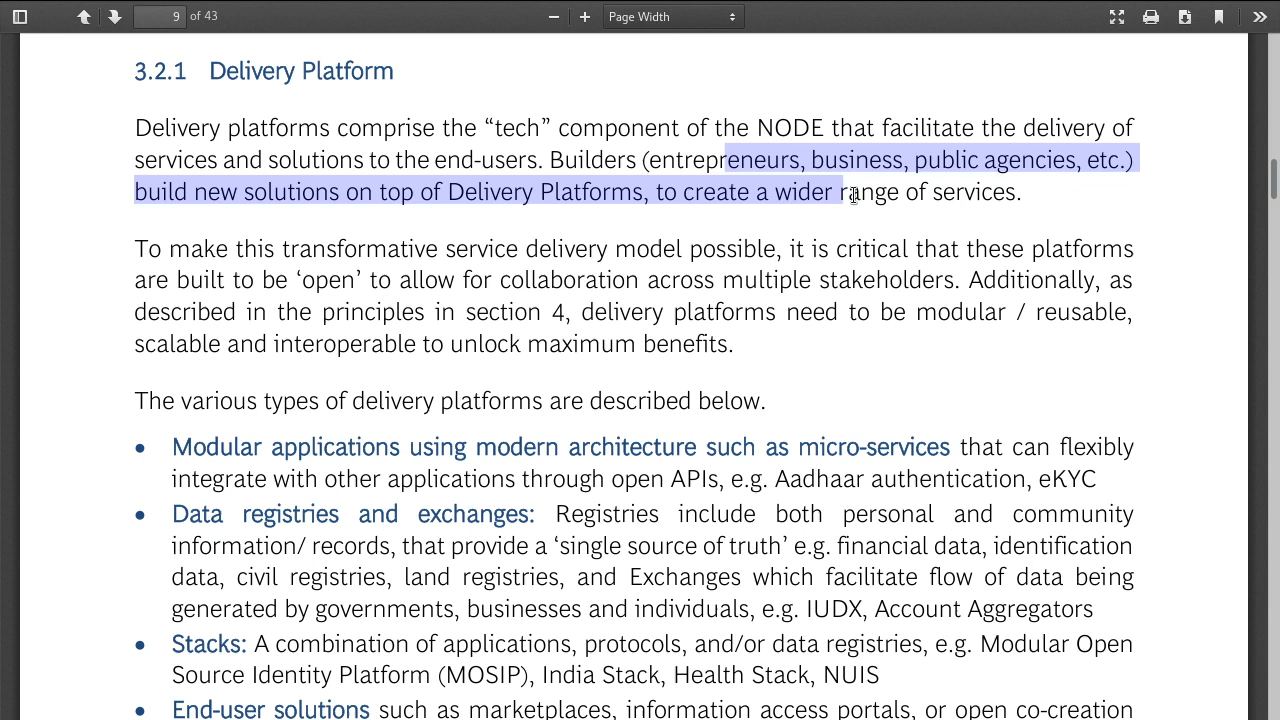 9 of 43
Page Width
3.2.1 Delivery Platform
Delivery platforms comprise the “tech” component of the NODE that facilitate the delivery of
services and solutions to the end-users. Builders (entrepreneurs, business, public agencies, etc.)
build new solutions on top of Delivery Platforms, to create a wider range of services.
To make this transformative service delivery model possible, it is critical that these platforms
are built to be ‘open’ to allow for collaboration across multiple stakeholders. Additionally, as
described in the principles in section 4, delivery platforms need to be modular / reusable,
scalable and interoperable to unlock maximum benefits.
The various types of delivery platforms are described below.
• Modular applications using modern architecture such as micro-services that can flexibly
integrate with other applications through open APIs, e.g. Aadhaar authentication, eKYC
• Data registries and exchanges: Registries include both personal and community
information/ records, that provide a ‘single source of truth’ e.g. financial data, identification
data, civil registries, land registries, and Exchanges which facilitate flow of data being
generated by governments, businesses and individuals, e.g. IUDX, Account Aggregators
• Stacks: A combination of applications, protocols, and/or data registries, e.g. Modular Open
Source Identity Platform (MOSIP), India Stack, Health Stack, NUIS
• End-user solutions such as marketplaces, information access portals, or open co-creation